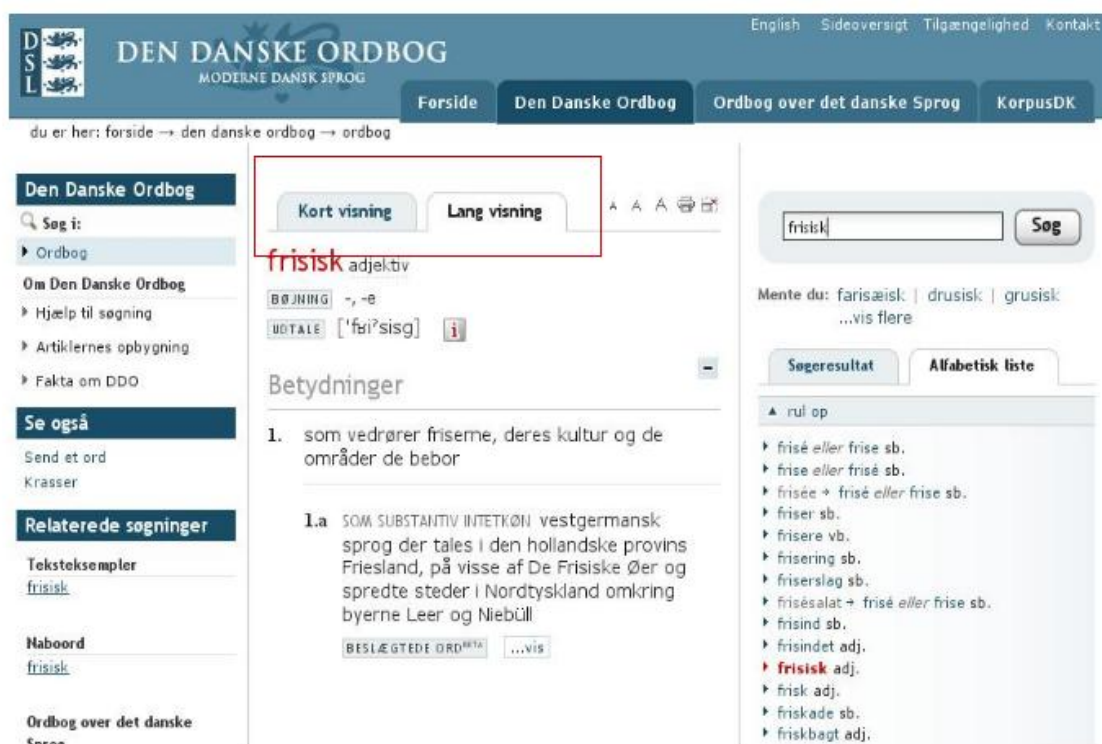 English Sideoversigt Tilgængelighed Kontakt
D
S
L
DEN DANSKE ORDBOG
MODERNE DANSK SPROG
Forside Den Danske Ordbog Ordbog over det danske Sprog KorpusDK
du er her: forside → den danske ordbog → ordbog
Den Danske Ordbog
Søg i:
Ordbog
Om Den Danske Ordbog
Hjælp til søgning
Artiklernes opbygning
Fakta om DDO
Se også
Send et ord
Krasser
Relaterede søgninger
Teksteksempler
frisisk
Naboord
frisisk
Ordbog over det danske
Sprog
Kort visning Lang visning A A A
frisisk adjektiv
BØJNING -, -e
UDTALE ['fʁiˀsisg] i
Betydninger
1. som vedrører friserne, deres kultur og de
områder de bebor
1.a SOM SUBSTANTIV INTETKØN vestgermansk
sprog der tales i den hollandske provins
Friesland, på visse af De Frisiske Øer og
spredte steder i Nordtyskland omkring
byerne Leer og Niebüll
BESLÆGTEDE ORD BETA ...vis
frisisk Søg
Mente du: farisæisk | drusisk | grusisk
...vis flere
Søgeresultat Alfabetisk liste
▲ rul op
frisé eller frise sb.
frise eller frisé sb.
frisée → frisé eller frise sb.
friser sb.
frisere vb.
frisering sb.
friserslag sb.
frisésalat → frisé eller frise sb.
frisind sb.
frisindet adj.
frisisk adj.
frisk adj.
friskade sb.
friskbagt adj.